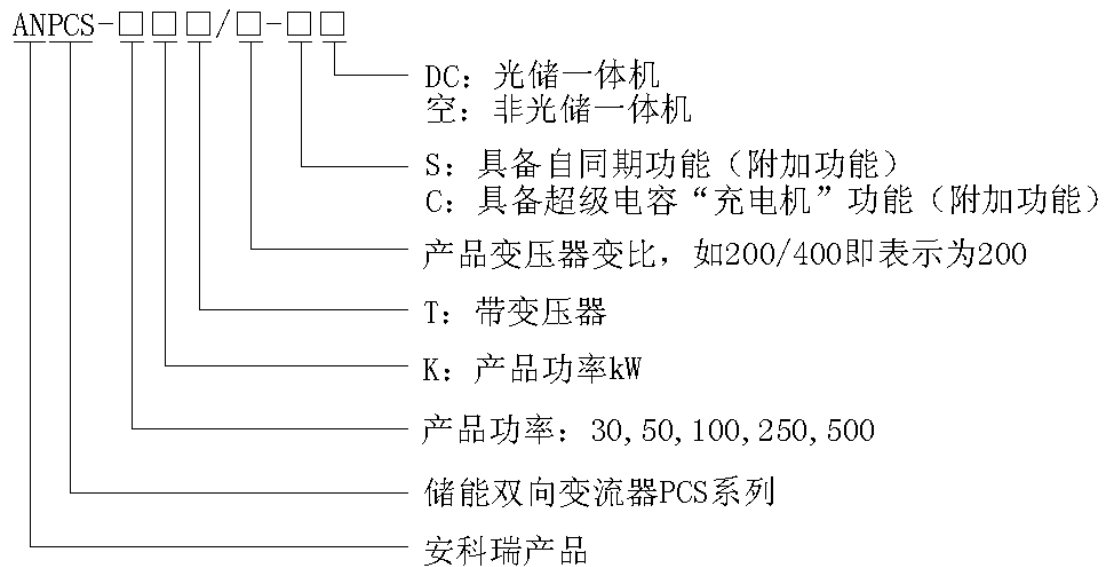 ANPCS-□□□/□-□□
DC：光储一体机
空：非光储一体机
S：具备自同期功能（附加功能）
C：具备超级电容“充电机”功能（附加功能）
产品变压器变比，如200/400即表示为200
T：带变压器
K：产品功率kW
产品功率：30,50,100,250,500
储能双向变流器PCS系列
安科瑞产品